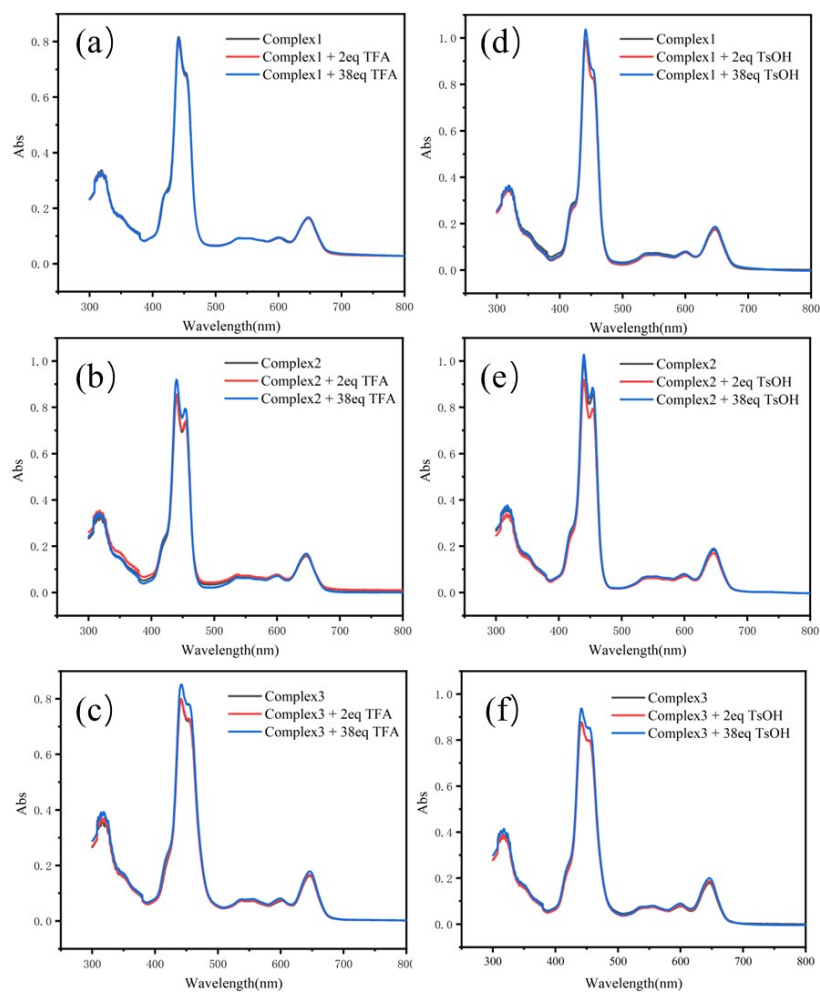 (a)
Complex1
Complex1 + 2eq TFA
Complex1 + 38eq TFA
Abs
0.8
0.6
0.4
0.2
0.0
300 400 500 600 700 800
Wavelength(nm)
(d)
Complex1
Complex1 + 2eq TsOH
Complex1 + 38eq TsOH
Abs
1.0
0.8
0.6
0.4
0.2
0.0
300 400 500 600 700 800
Wavelength(nm)
(b)
Complex2
Complex2 + 2eq TFA
Complex2 + 38eq TFA
Abs
1.0
0.8
0.6
0.4
0.2
0.0
300 400 500 600 700 800
Wavelength(nm)
(e)
Complex2
Complex2 + 2eq TsOH
Complex2 + 38eq TsOH
Abs
1.0
0.8
0.6
0.4
0.2
0.0
300 400 500 600 700 800
Wavelength(nm)
(c)
Complex3
Complex3 + 2eq TFA
Complex3 + 38eq TFA
Abs
0.8
0.6
0.4
0.2
0.0
300 400 500 600 700 800
Wavelength(nm)
(f)
Complex3
Complex3 + 2eq TsOH
Complex3 + 38eq TsOH
Abs
1.0
0.8
0.6
0.4
0.2
0.0
300 400 500 600 700 800
Wavelength(nm)